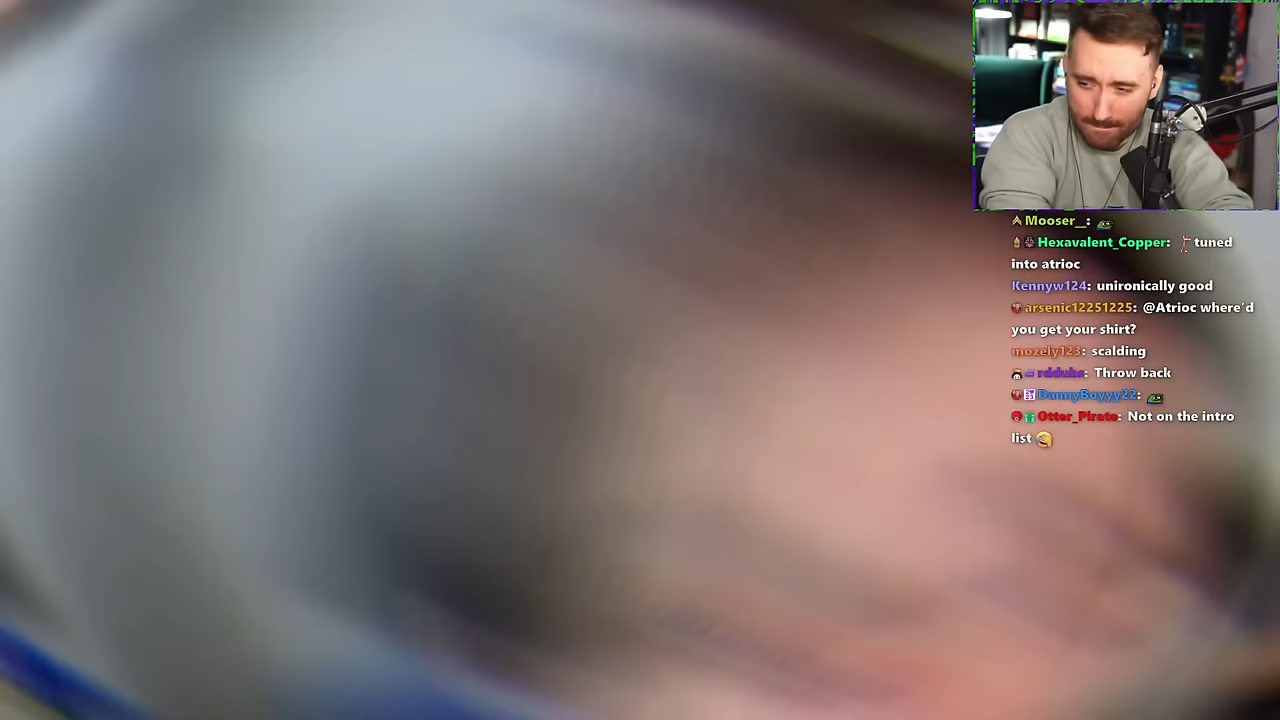 Mooser__:
Hexavalent_Copper: tuned
into atrioc
Kennyw124: unironically good
arsenic12251225: @Atrioc where'd
you get your shirt?
mozely123: scalding
rddubs: Throw back
DannyBoyyy22:
Otter_Pirate: Not on the intro
list